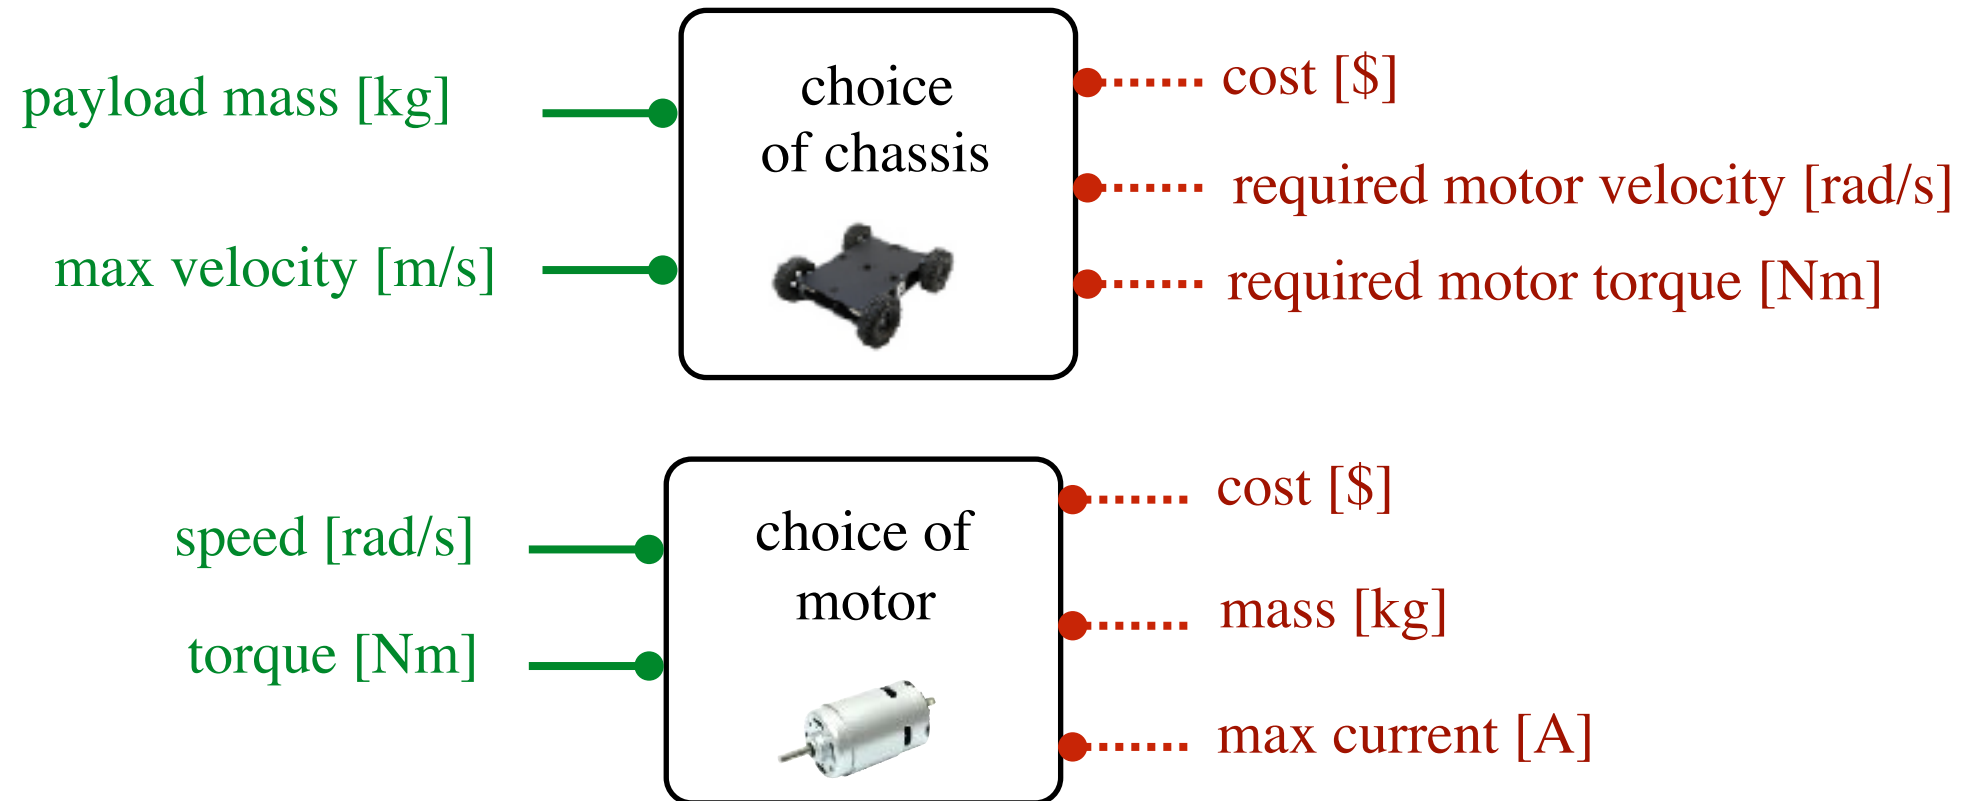 payload mass [kg]
max velocity [m/s]
choice
of chassis
cost [$]
required motor velocity [rad/s]
required motor torque [Nm]
speed [rad/s]
torque [Nm]
choice of
motor
cost [$]
mass [kg]
max current [A]